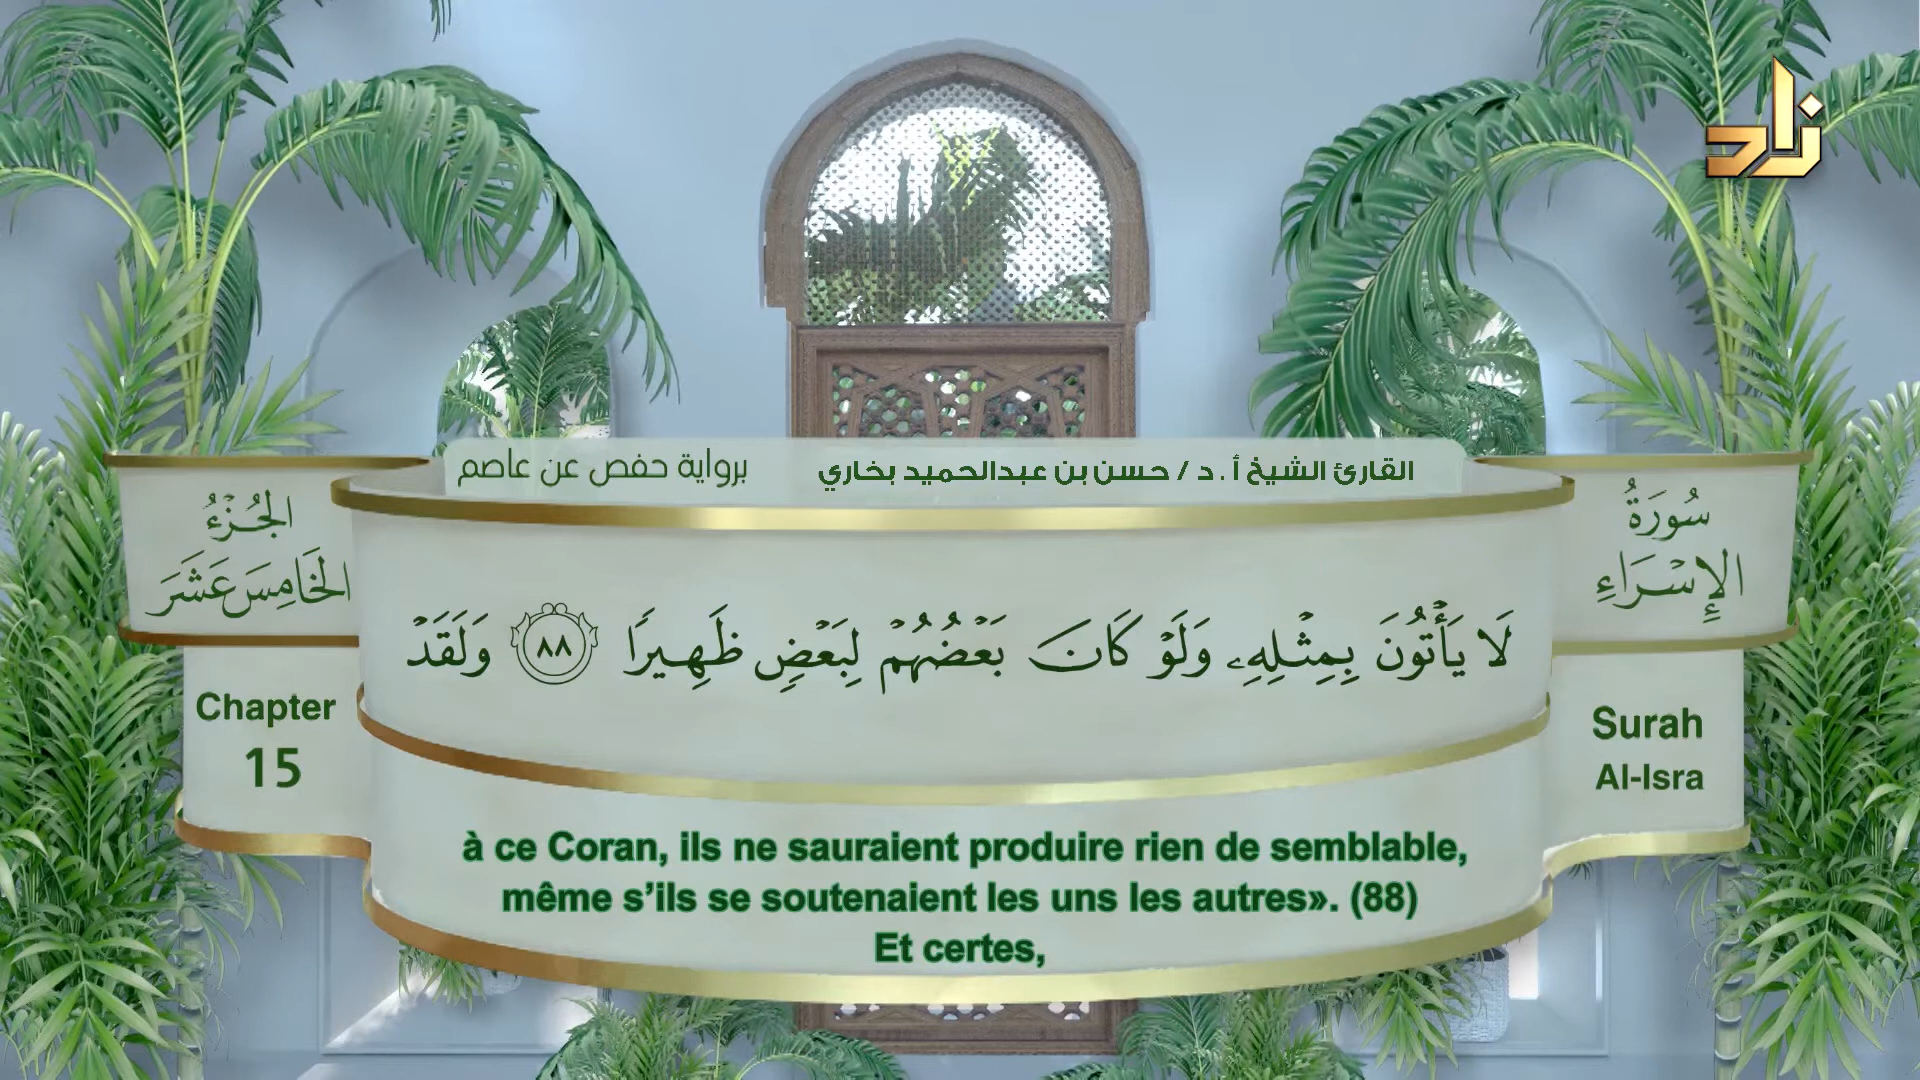 زاد
القارئ الشيخ أ . د / حسن بن عبدالحميد بخاري
برواية حفص عن عاصم
سُورَةُ
الإِسْرَاءِ
الجُزْءُ
الخَامِسَ عَشَرَ
لَا يَأْتُونَ بِمِثْلِهِۦ وَلَوْ كَانَ بَعْضُهُمْ لِبَعْضٍ ظَهِيرًا ٨٨ وَلَقَدْ
Chapter
15
Surah
Al-Isra
à ce Coran, ils ne sauraient produire rien de semblable,
même s’ils se soutenaient les uns les autres». (88)
Et certes,